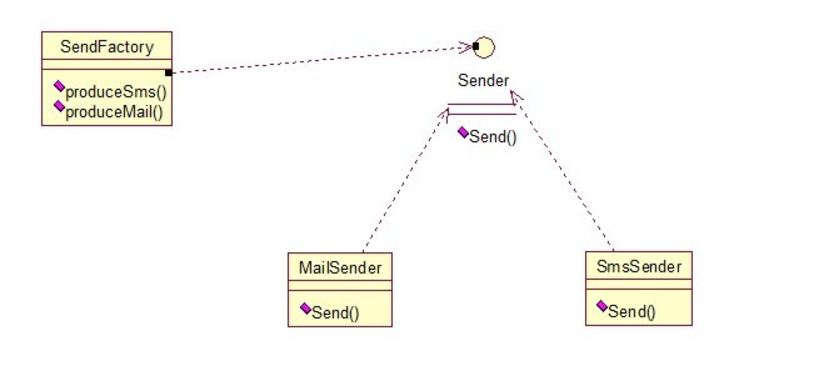 SendFactory
produceSms()
produceMail()
Sender
Send()
MailSender
Send()
SmsSender
Send()